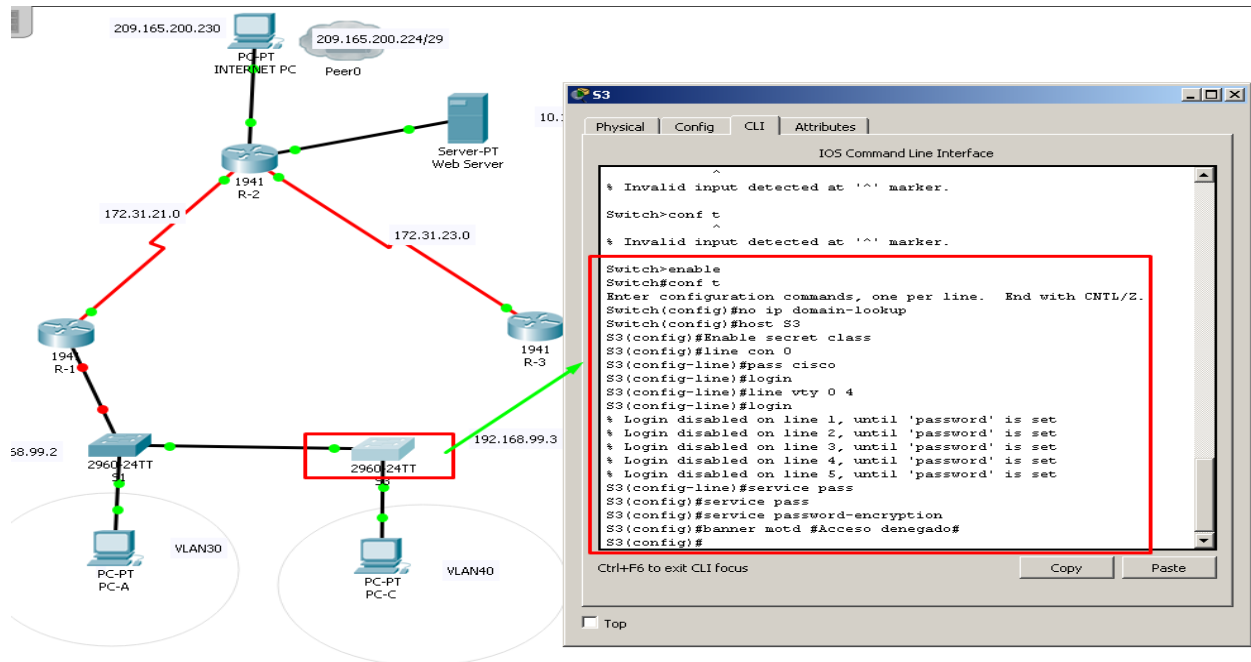 209.165.200.230
PC-PT
INTERNET PC
209.165.200.224/29
Peer0
Server-PT
Web Server
10.
1941
R-2
172.31.21.0
172.31.23.0
1941
R-1
1941
R-3
68.99.2
2960-24TT
S1
2960-24TT
S3
192.168.99.3
PC-PT
PC-A
VLAN30
PC-PT
PC-C
VLAN40
S3
Physical Config CLI Attributes
IOS Command Line Interface
^
% Invalid input detected at '^' marker.
Switch>conf t
^
% Invalid input detected at '^' marker.
Switch>enable
Switch#conf t
Enter configuration commands, one per line. End with CNTL/Z.
Switch(config)#no ip domain-lookup
Switch(config)#host S3
S3(config)#Enable secret class
S3(config)#line con 0
S3(config-line)#pass cisco
S3(config-line)#login
S3(config-line)#line vty 0 4
S3(config-line)#login
% Login disabled on line 1, until 'password' is set
% Login disabled on line 2, until 'password' is set
% Login disabled on line 3, until 'password' is set
% Login disabled on line 4, until 'password' is set
% Login disabled on line 5, until 'password' is set
S3(config-line)#service pass
S3(config)#service pass
S3(config)#service password-encryption
S3(config)#banner motd #Acceso denegado#
S3(config)#
Ctrl+F6 to exit CLI focus
Copy
Paste
Top